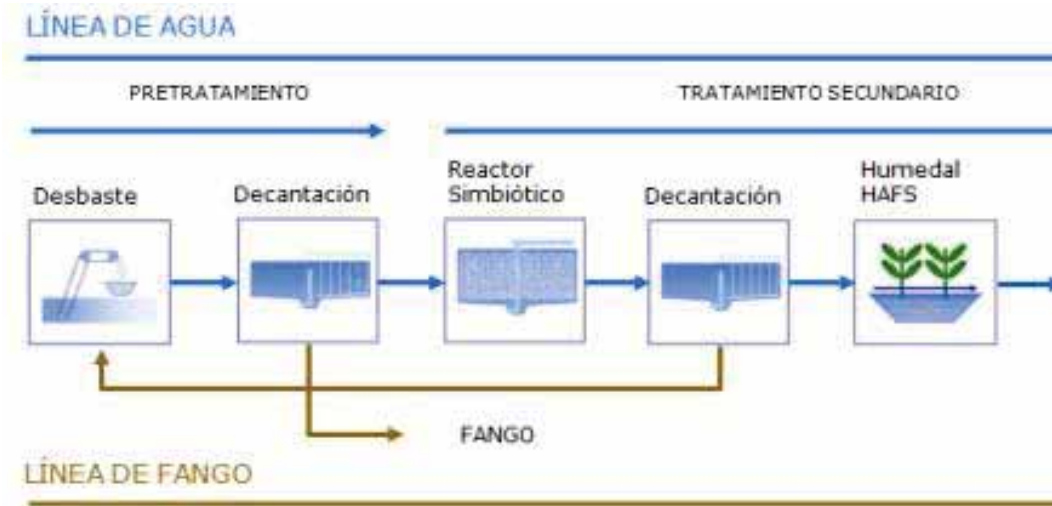 LÍNEA DE AGUA
PRETRATAMIENTO
TRATAMIENTO SECUNDARIO
Desbaste
Decantación
Reactor
Simbiótico
Decantación
Humedal
HAFS
FANGO
LÍNEA DE FANGO